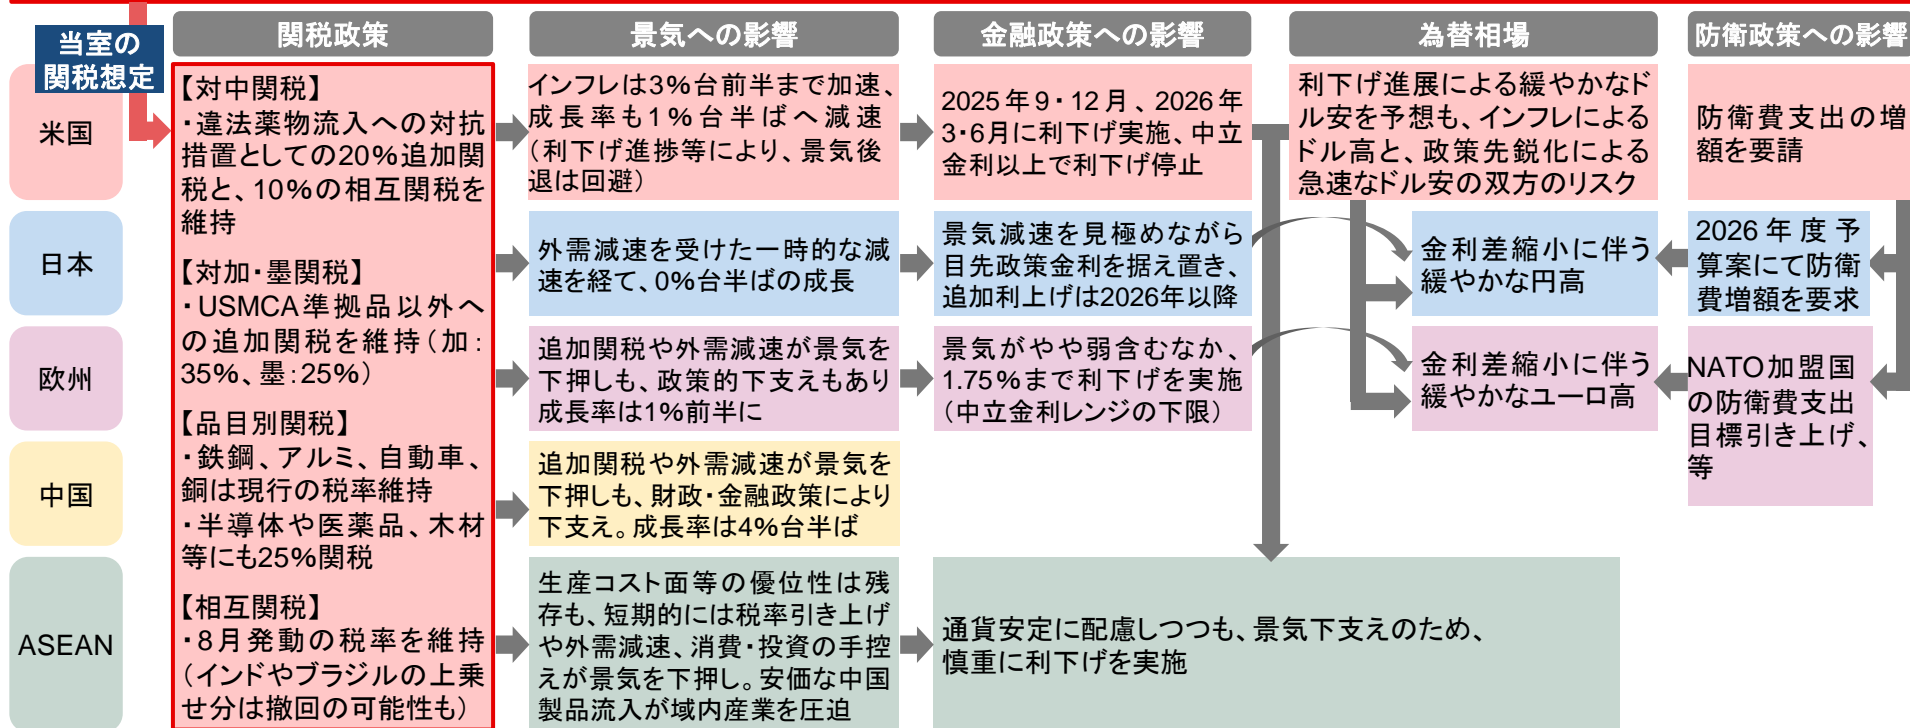 当室の
関税想定
関税政策
景気への影響
金融政策への影響
為替相場
防衛政策への影響
米国
日本
欧州
中国
ASEAN
【対中関税】
・違法薬物流入への対抗
措置としての20%追加関
税と、10%の相互関税を
維持
【対加・墨関税】
・USMCA準拠品以外へ
の追加関税を維持(加:
35%、墨:25%)
【品目別関税】
・鉄鋼、アルミ、自動車、
銅は現行の税率維持
・半導体や医薬品、木材
等にも25%関税
【相互関税】
・8月発動の税率を維持
(インドやブラジルの上乗
せ分は撤回の可能性も)
インフレは3%台前半まで加速、
成長率も1%台半ばへ減速
(利下げ進捗等により、景気後
退は回避)
2025年9・12月、2026年
3・6月に利下げ実施、中立
金利以上で利下げ停止
利下げ進展による緩やかなド
ル安を予想も、インフレによる
ドル高と、政策先鋭化による
急速なドル安の双方のリスク
防衛費支出の増
額を要請
外需減速を受けた一時的な減
速を経て、0%台半ばの成長
景気減速を見極めながら
目先政策金利を据え置き、
追加利上げは2026年以降
金利差縮小に伴う
緩やかな円高
2026年度予
算案にて防衛
費増額を要求
追加関税や外需減速が景気を
下押しも、政策的下支えもあり
成長率は1%前半に
景気がやや弱含むなか、
1.75%まで利下げを実施
(中立金利レンジの下限)
金利差縮小に伴う
緩やかなユーロ高
NATO加盟国
の防衛費支出
目標引き上げ、
等
追加関税や外需減速が景気を
下押しも、財政・金融政策により
下支え。成長率は4%台半ば
生産コスト面等の優位性は残
存も、短期的には税率引き上げ
や外需減速、消費・投資の手控
えが景気を下押し。安価な中国
製品流入が域内産業を圧迫
通貨安定に配慮しつつも、景気下支えのため、
慎重に利下げを実施